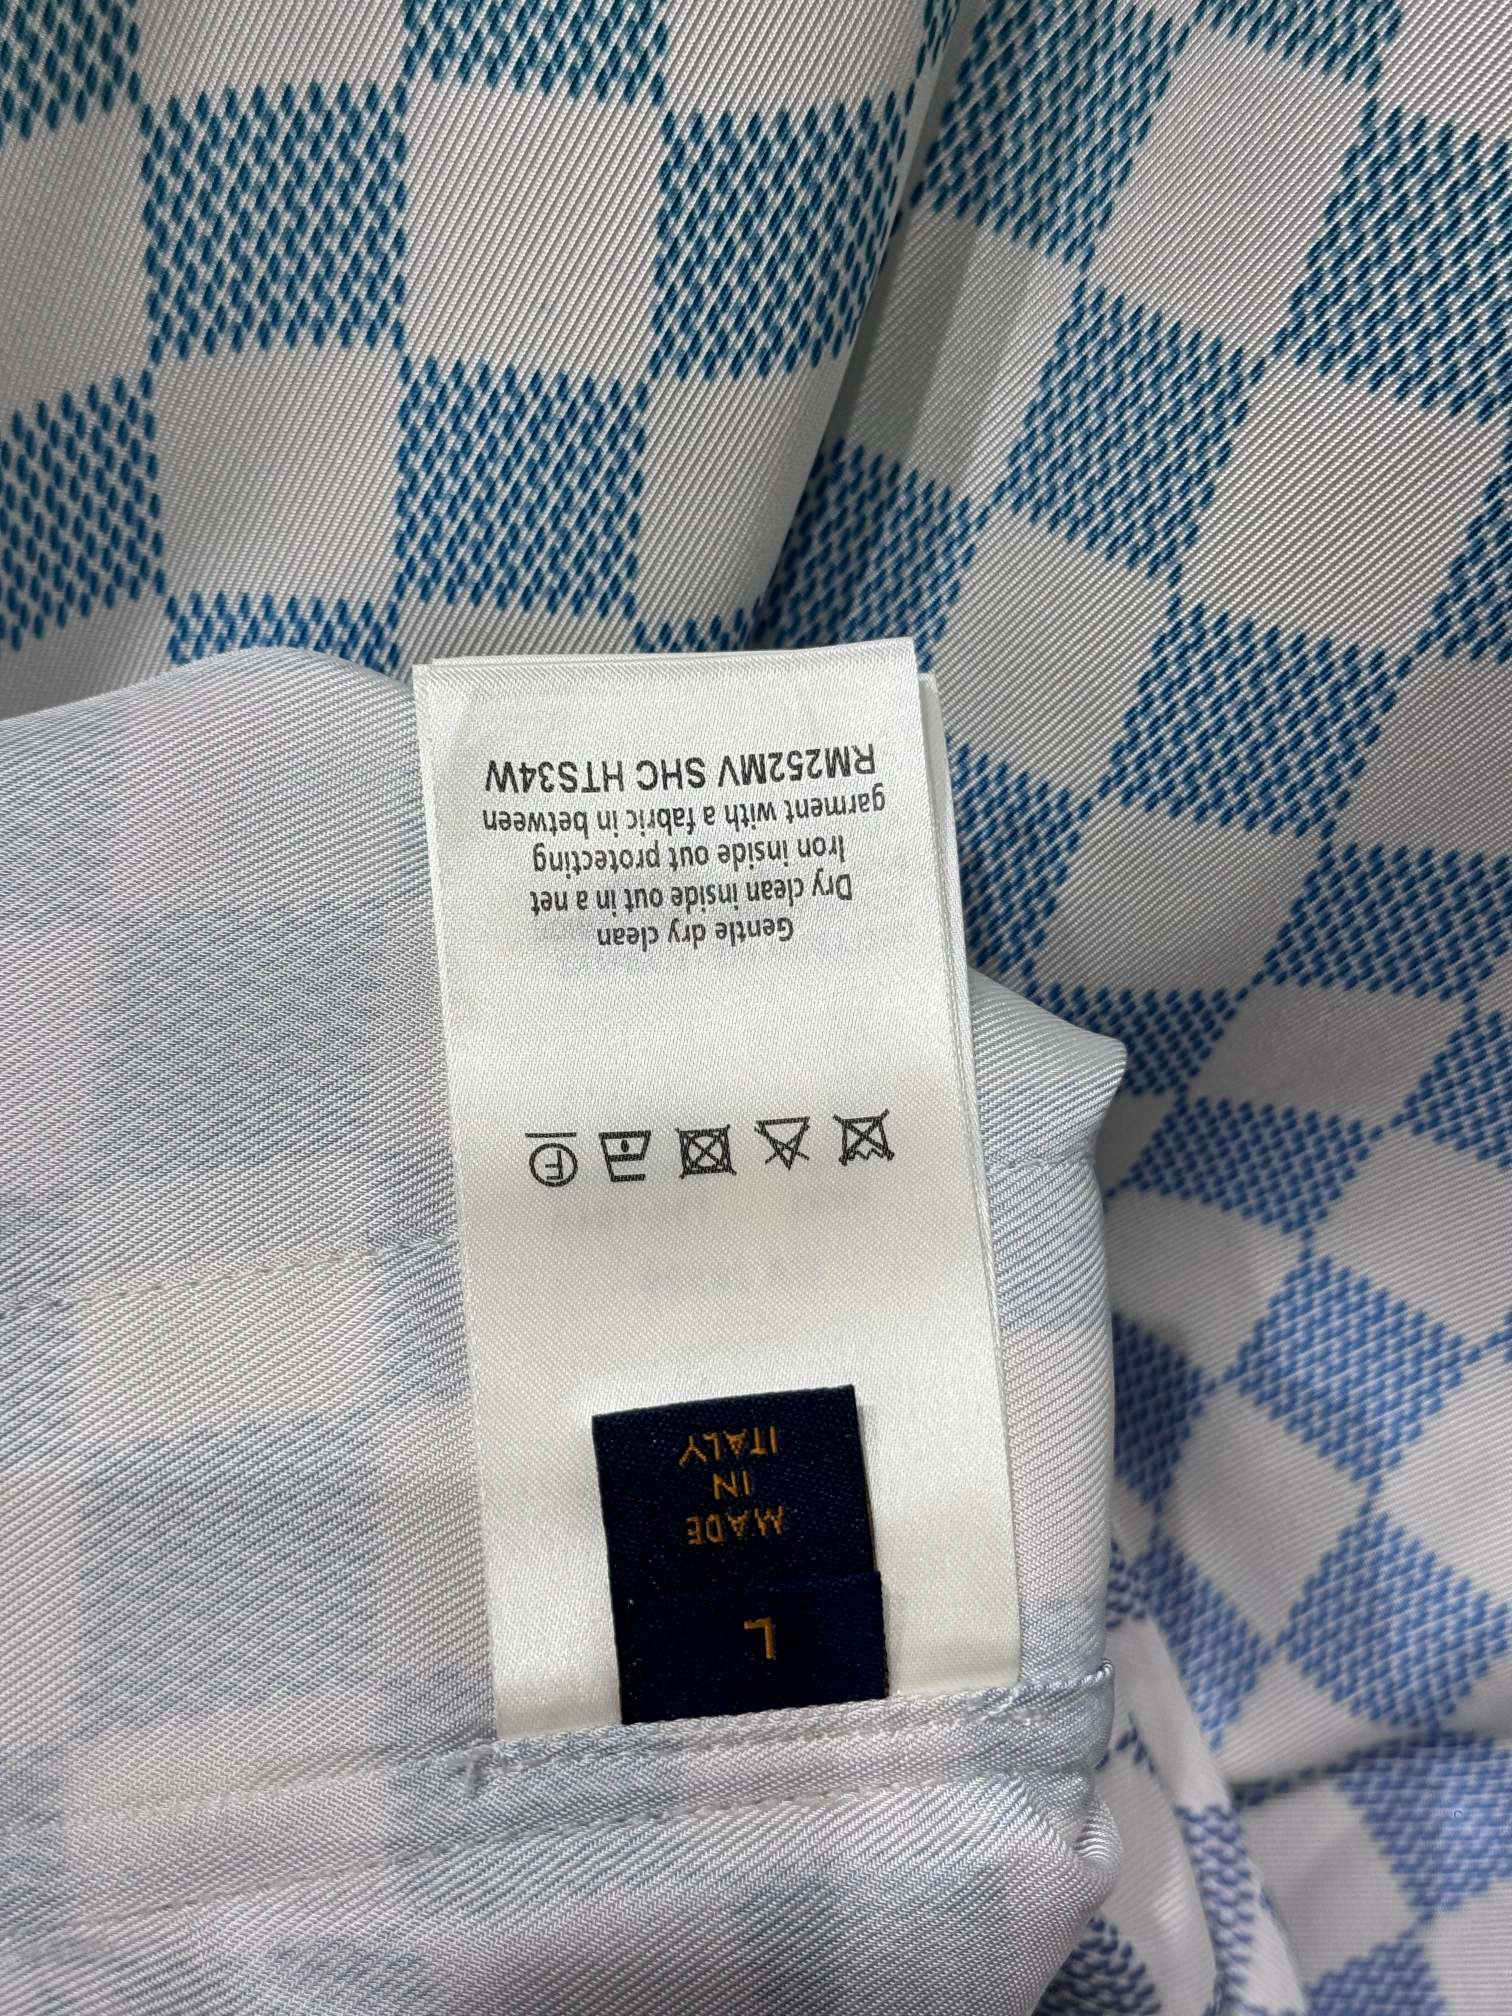 L
MADE
IN
ITALY
F
Gentle dry clean
Dry clean inside out in a net
Iron inside out protecting
garment with a fabric in between
RM252MV SHC HTS34W